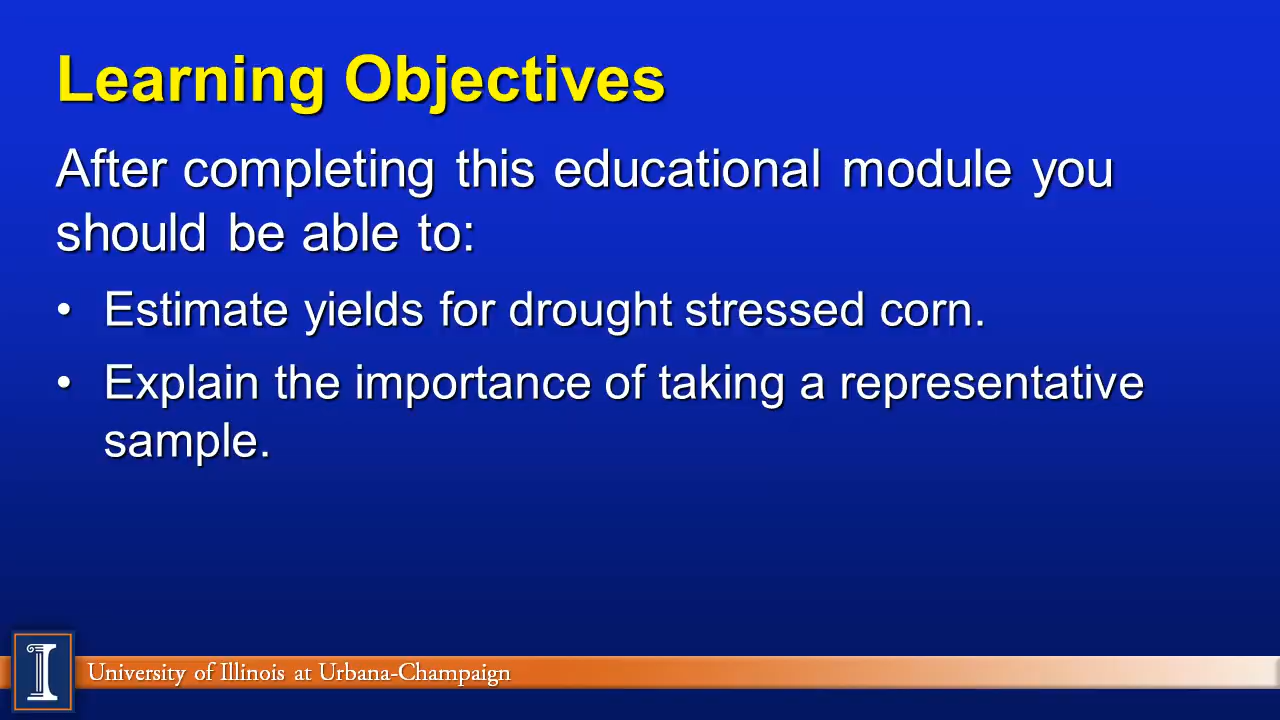 Learning Objectives
After completing this educational module you
should be able to:
• Estimate yields for drought stressed corn.
• Explain the importance of taking a representative
sample.
I
University of Illinois at Urbana-Champaign